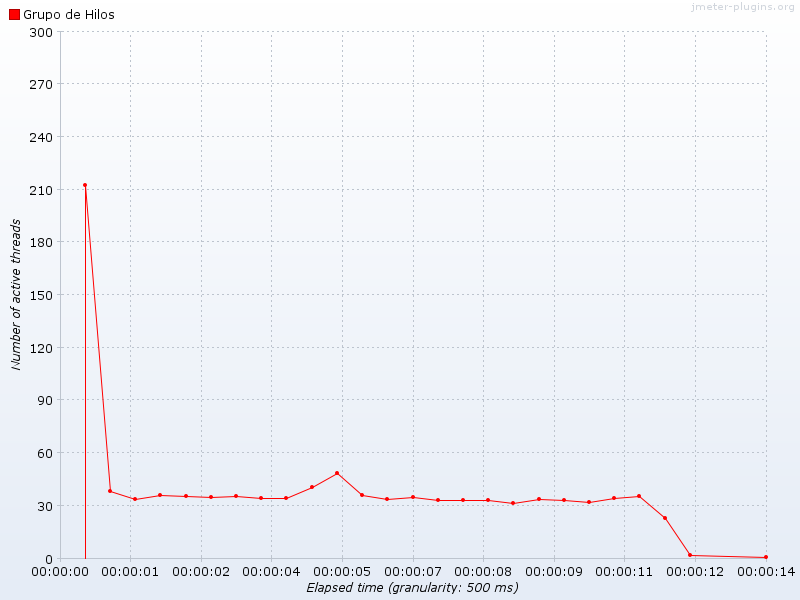 jmeter-plugins.org
Grupo de Hilos
300
270
240
210
180
150
120
90
60
30
0
Number of active threads
00:00:00 00:00:01 00:00:02 00:00:04 00:00:05 00:00:07 00:00:08 00:00:09 00:00:11 00:00:12 00:00:14
Elapsed time (granularity: 500 ms)